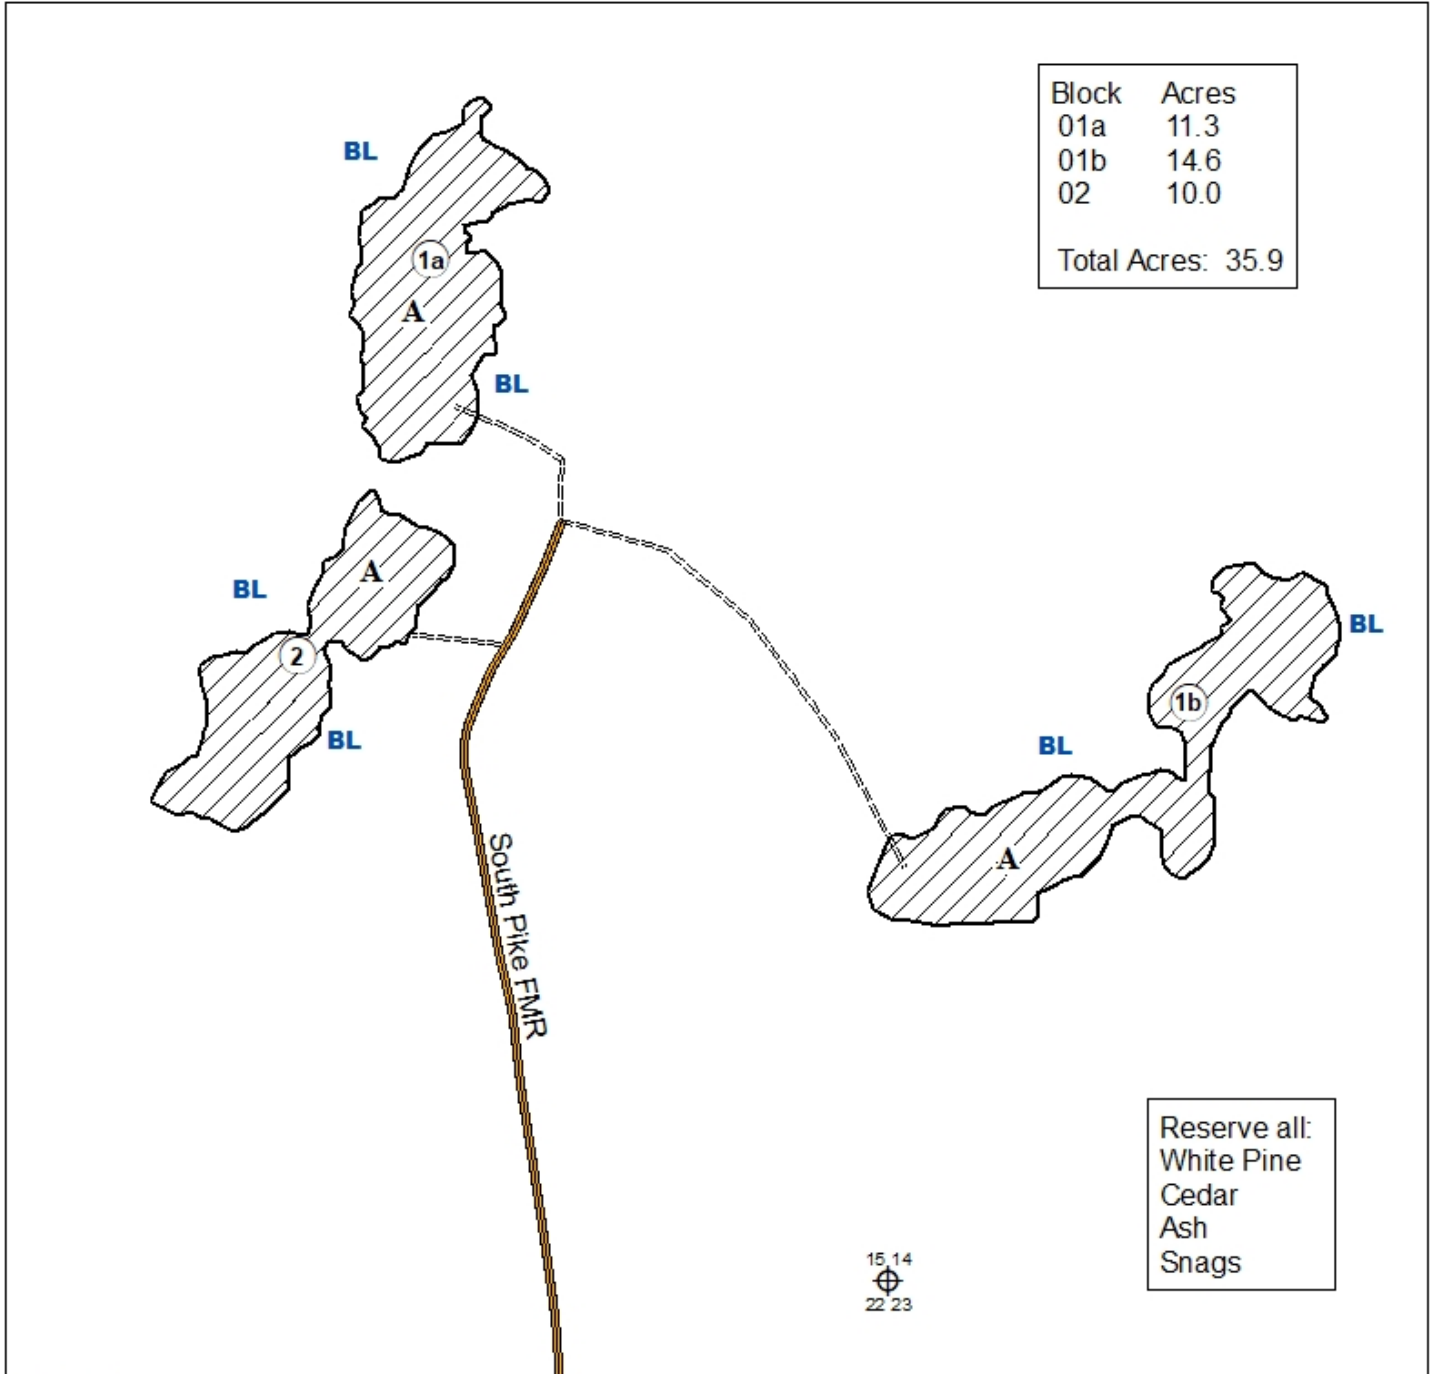 Block Acres
01a 11.3
01b 14.6
02 10.0
Total Acres: 35.9
BL
1a
A
BL
A
BL
2
BL
BL
1b
BL
A
South Pike FMR
Reserve all:
White Pine
Cedar
Ash
Snags
15 14
22 23